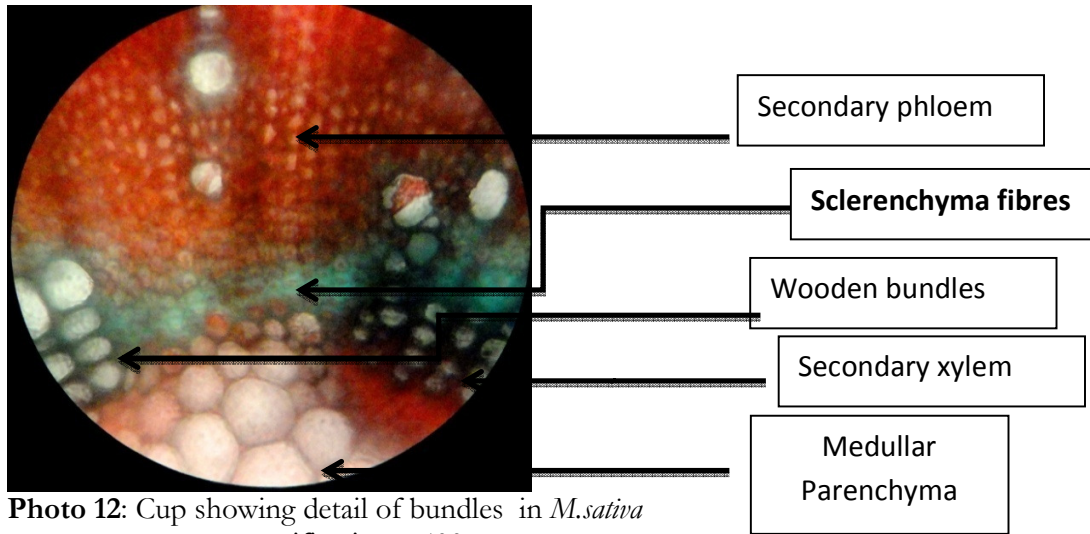 Secondary phloem
Sclerenchyma fibres
Wooden bundles
Secondary xylem
Medullar
Parenchyma
Photo 12: Cup showing detail of bundles in M.sativa